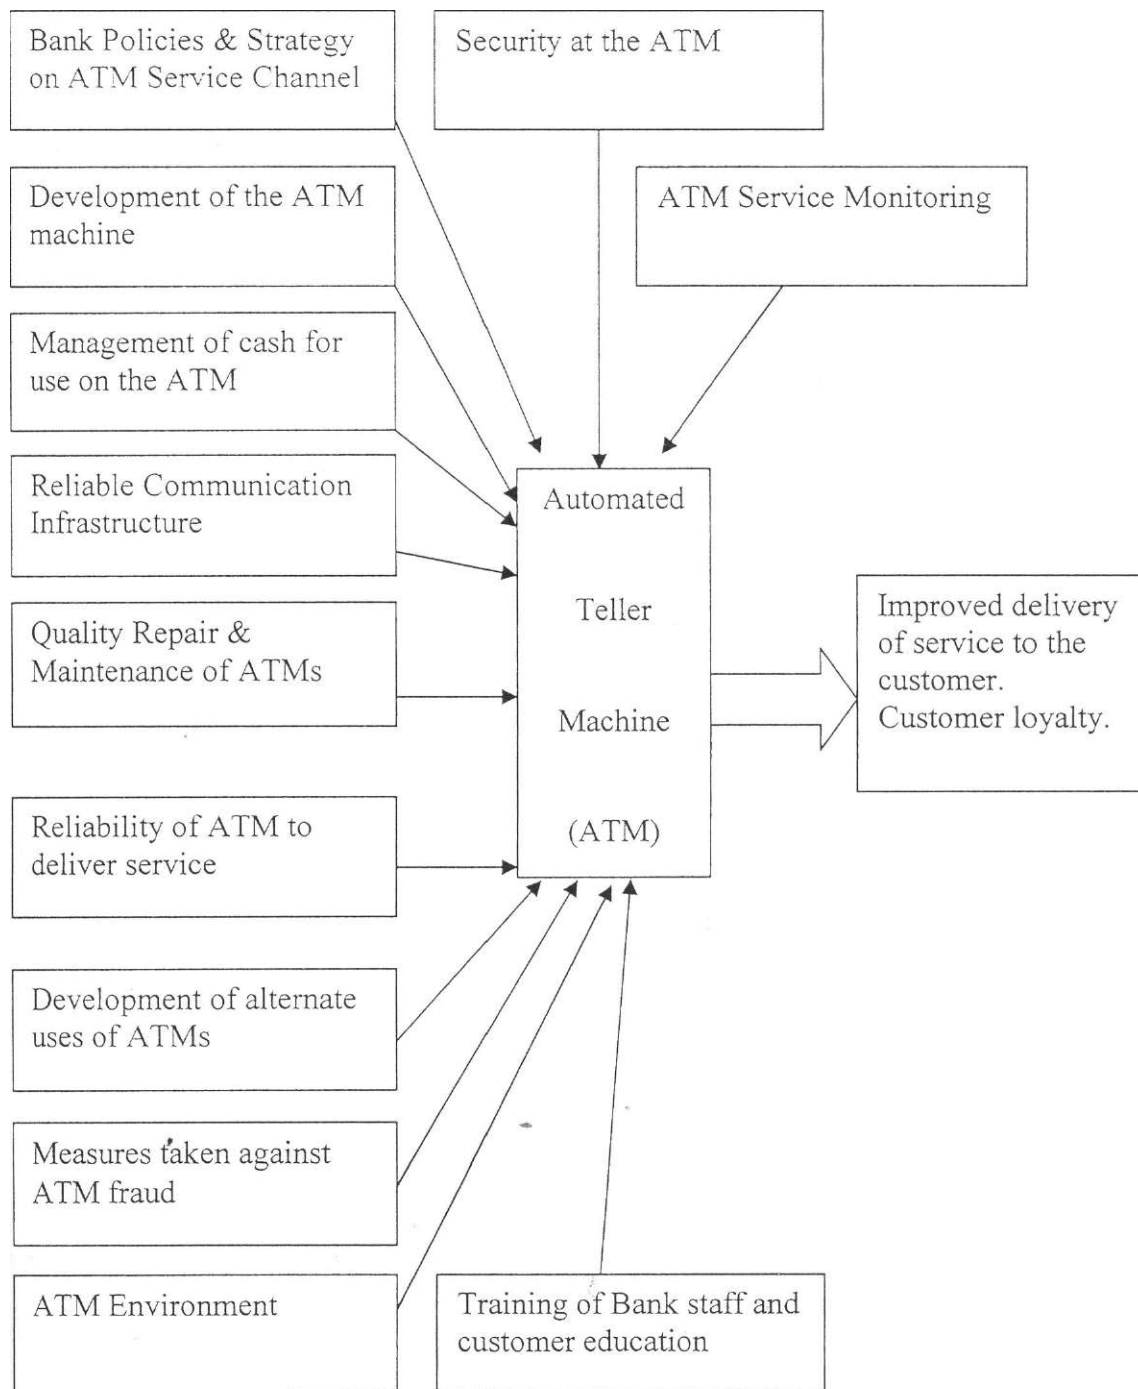 Bank Policies & Strategy
on ATM Service Channel
Security at the ATM
Development of the ATM
machine
ATM Service Monitoring
Management of cash for
use on the ATM
Reliable Communication
Infrastructure
Quality Repair &
Maintenance of ATMs
Reliability of ATM to
deliver service
Development of alternate
uses of ATMs
Measures taken against
ATM fraud
ATM Environment
Training of Bank staff and
customer education
Automated
Teller
Machine
(ATM)
Improved delivery
of service to the
customer.
Customer loyalty.